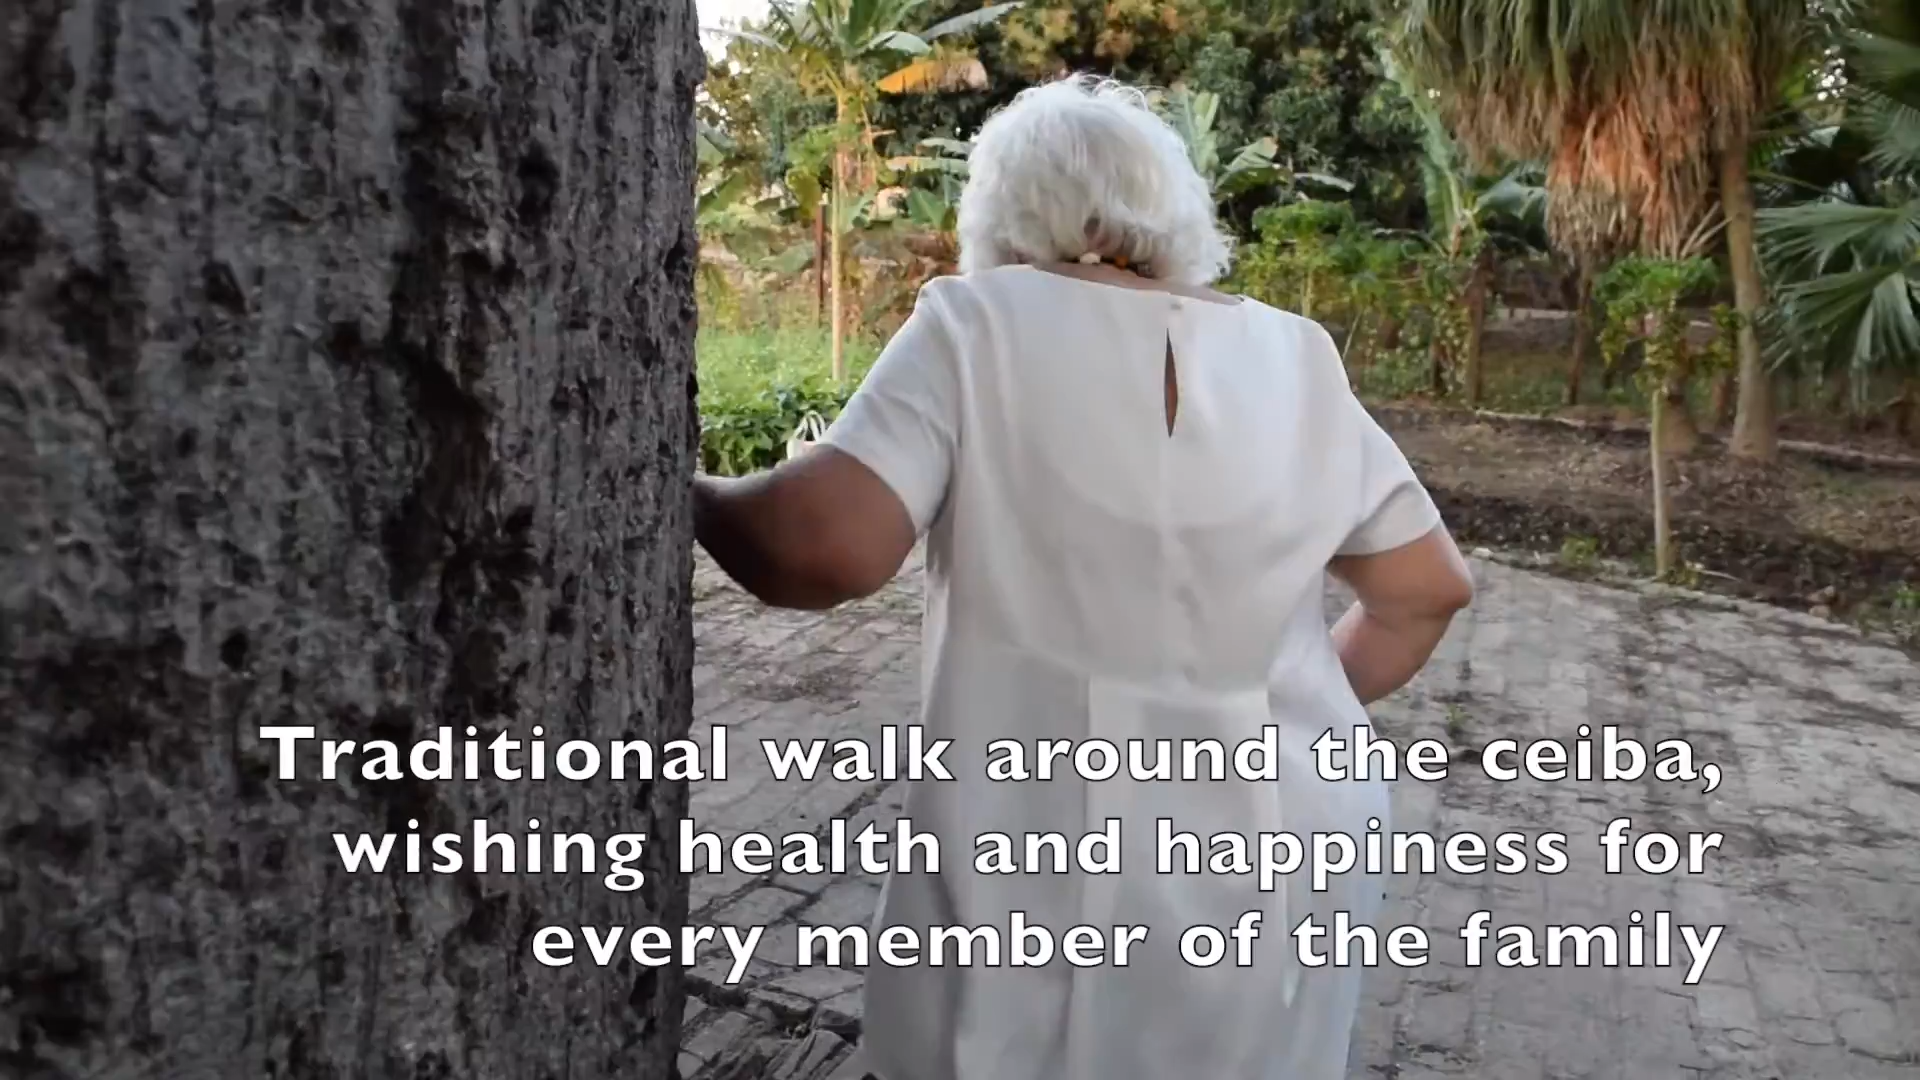 Traditional walk around the ceiba,
wishing health and happiness for
every member of the family